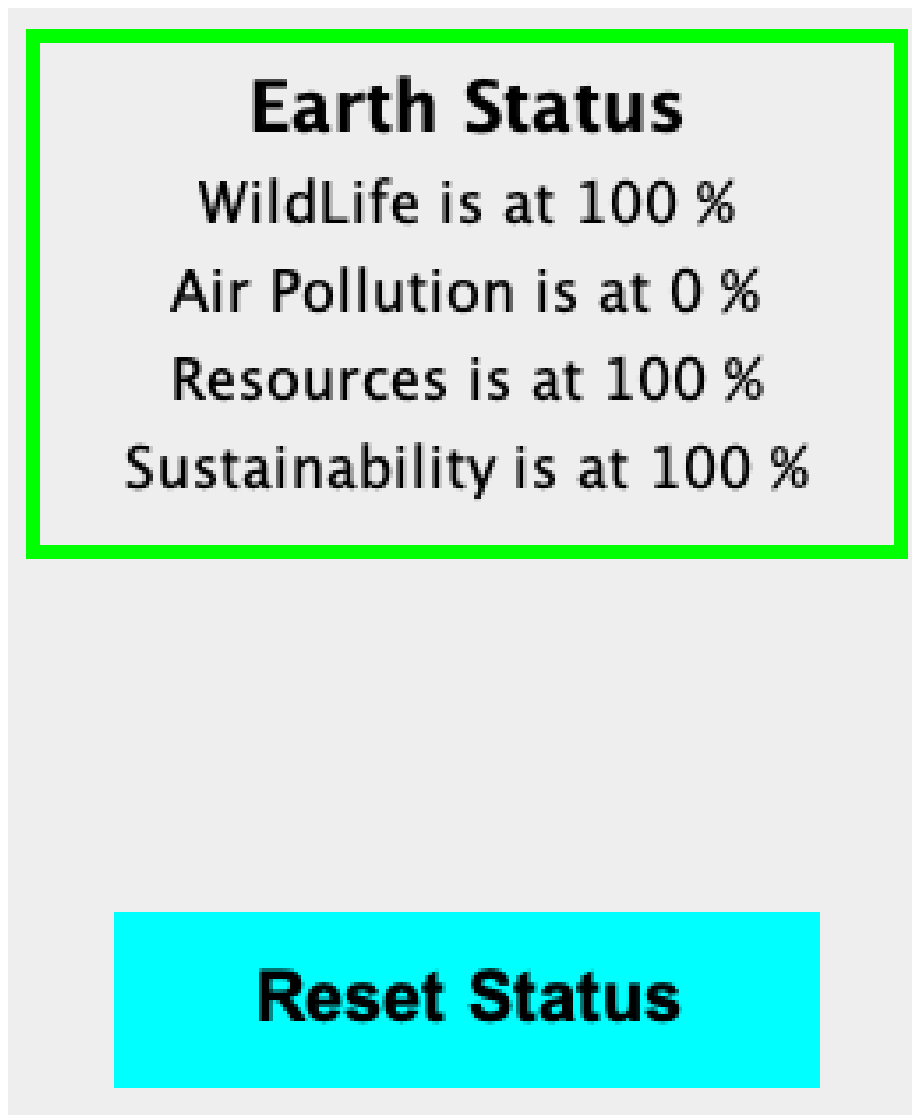 Earth Status
WildLife is at 100 %
Air Pollution is at 0 %
Resources is at 100 %
Sustainability is at 100 %
Reset Status